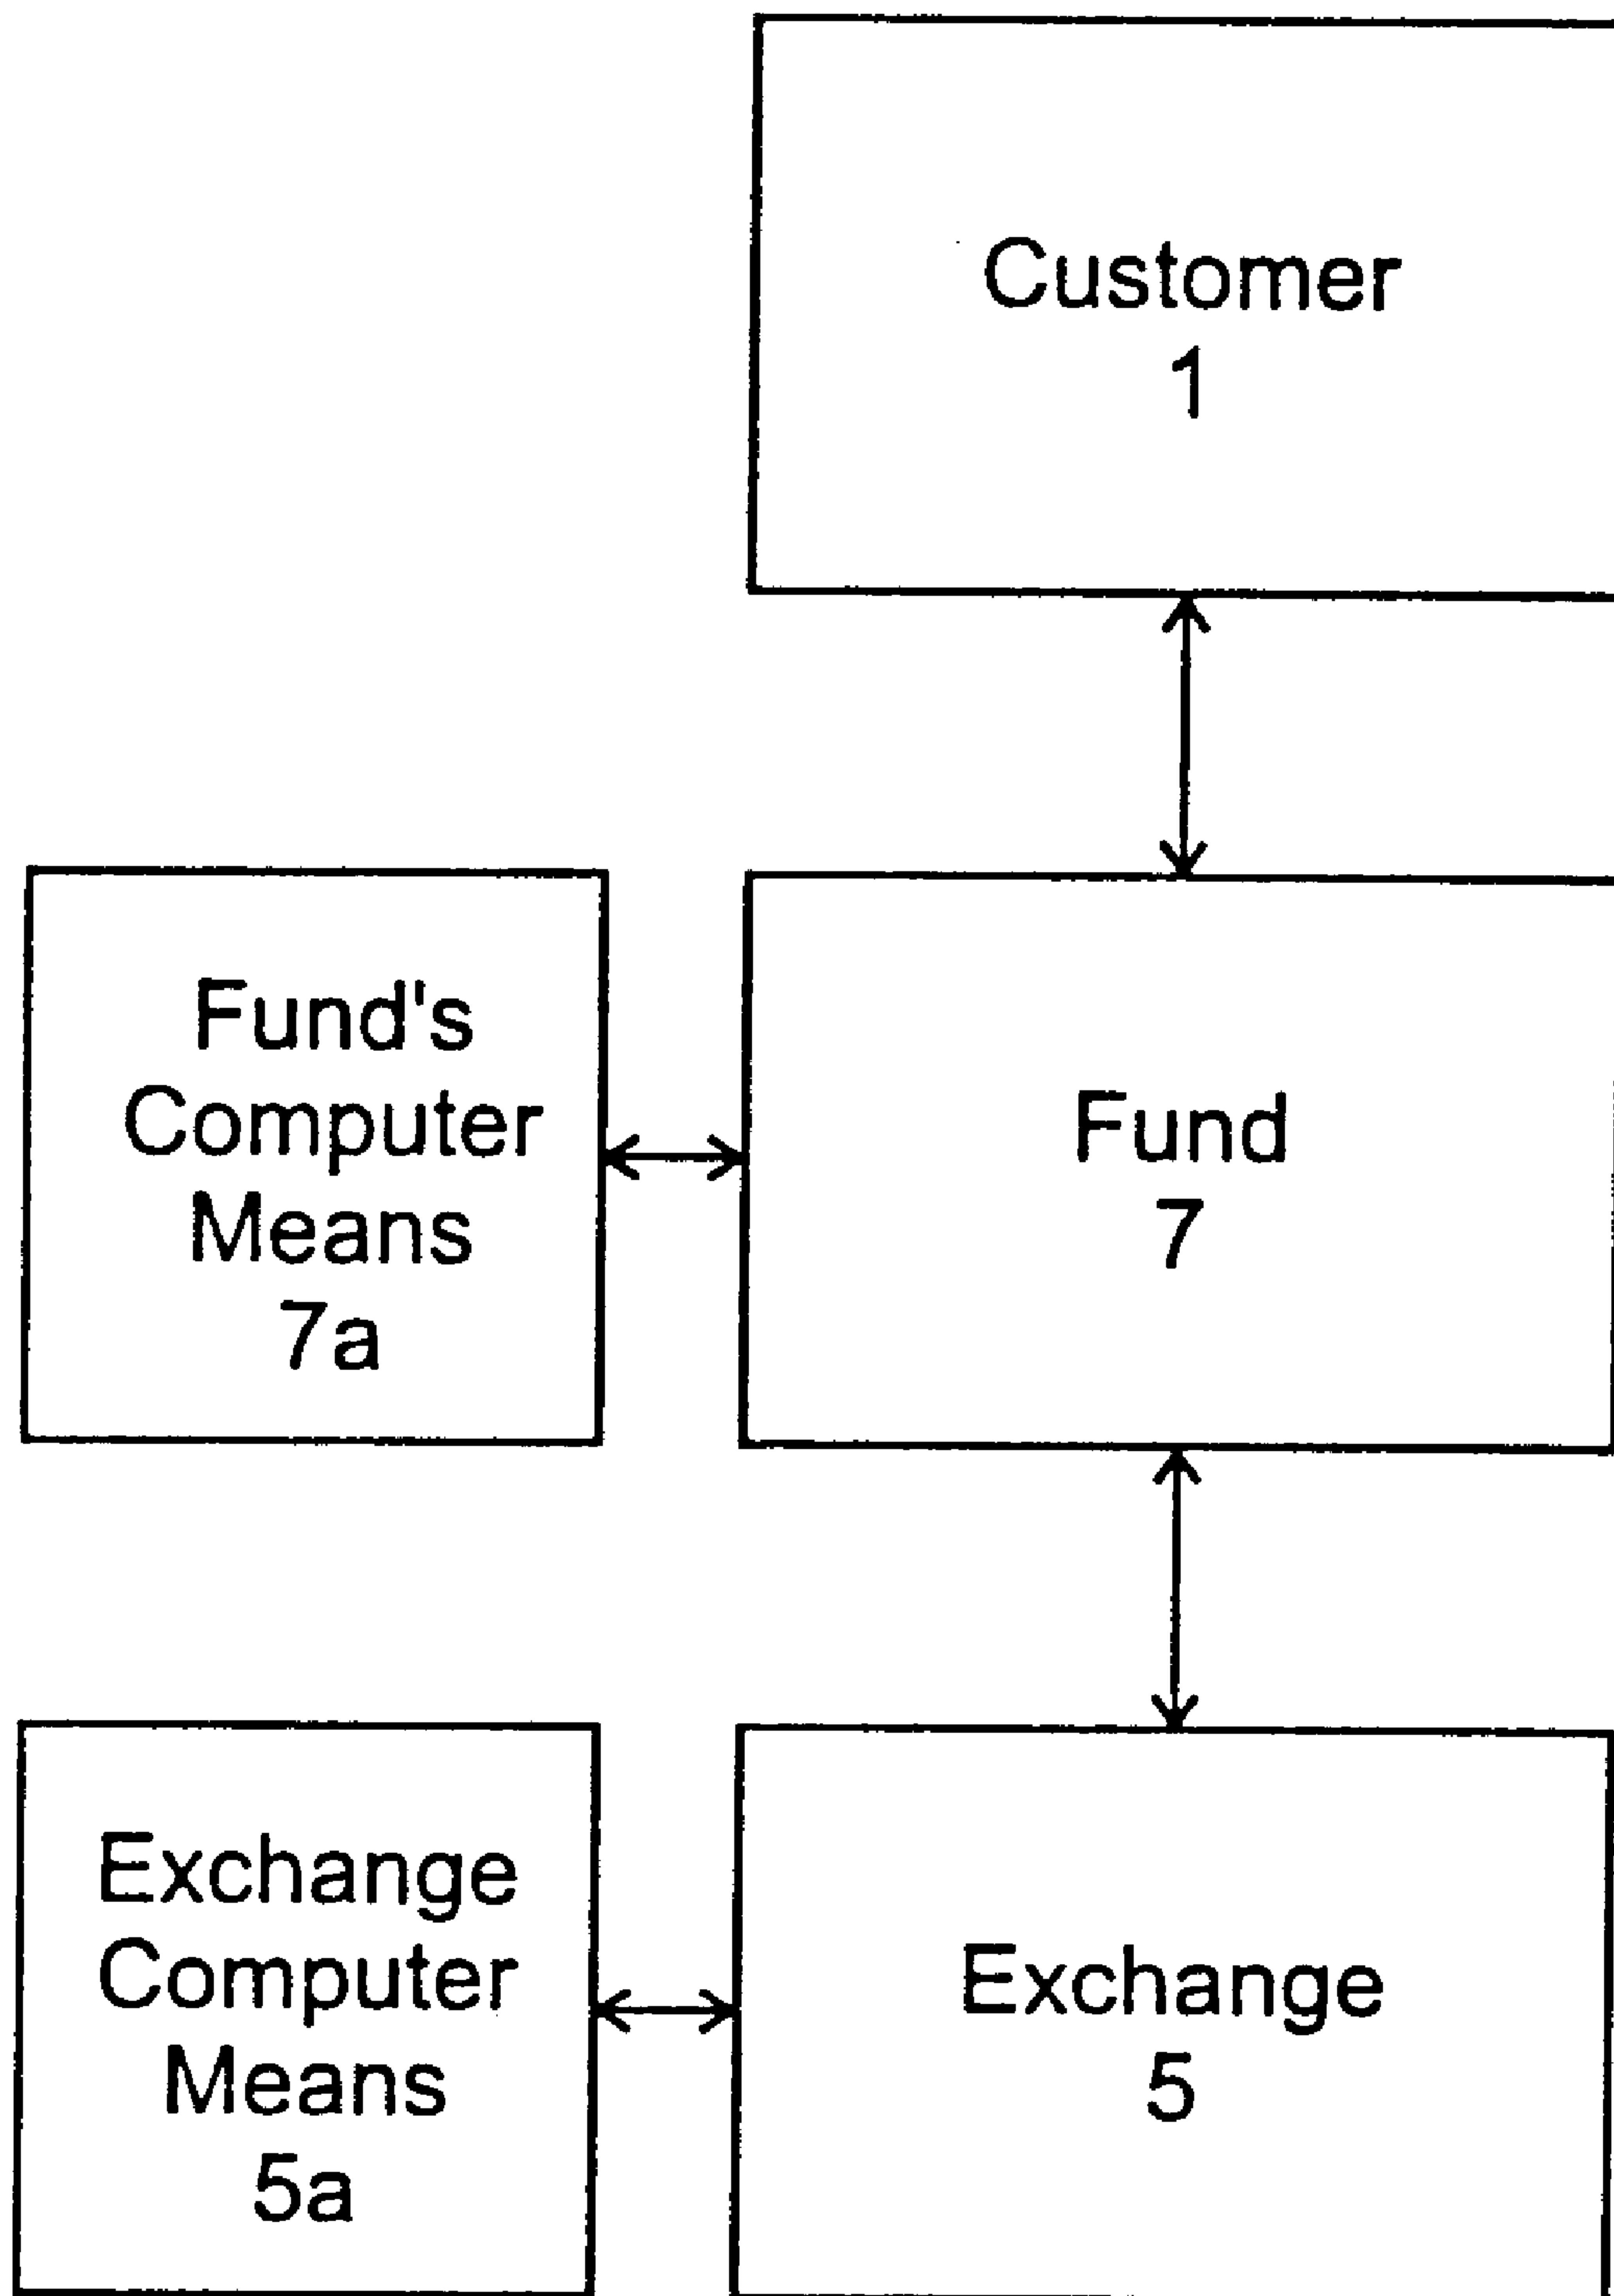 Customer
1
Fund's
Computer
Means
7a
Fund
7
Exchange
Computer
Means
5a
Exchange
5